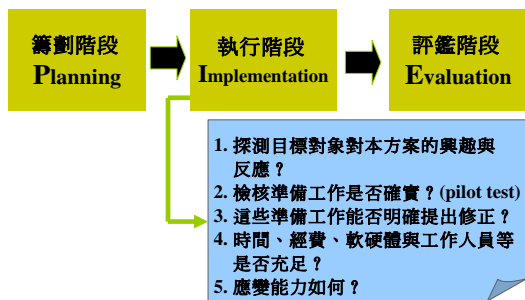 籌劃階段
Planning
執行階段
Implementation
評鑑階段
Evaluation
1. 探測目標對象對本方案的興趣與
反應？
2. 檢核準備工作是否確實？(pilot test)
3. 這些準備工作能否明確提出修正？
4. 時間、經費、軟硬體與工作人員等
是否充足？
5. 應變能力如何？